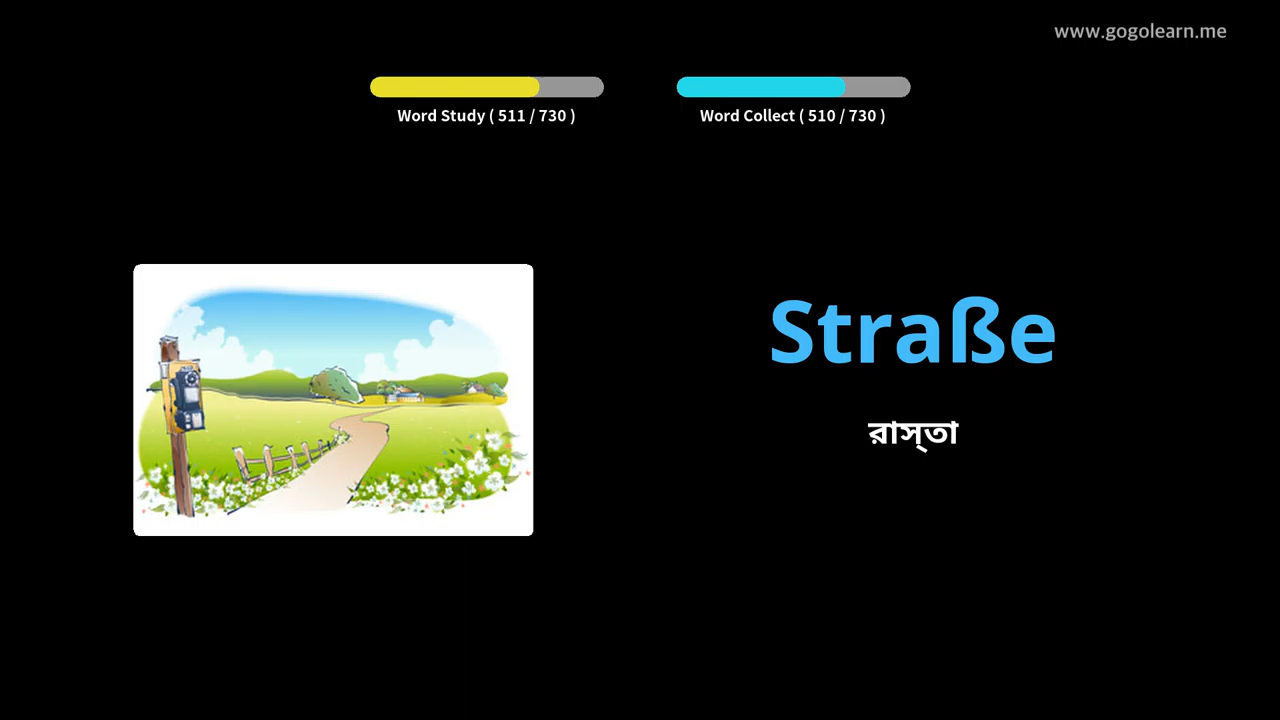 www.gogolearn.me
Word Study ( 511 / 730 )
Word Collect ( 510 / 730 )
Straße
রাস্তা